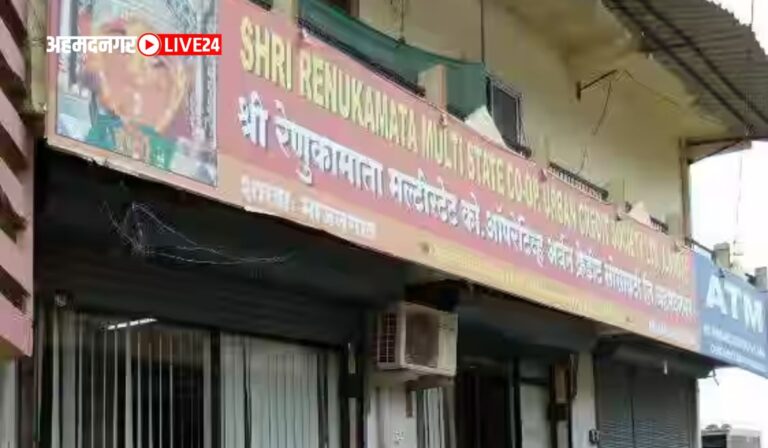 अहमदनगर LIVE24
SHRI RENUKAMATA MULTI STATE CO-OP. URBAN CREDIT SOCIETY LTD.
श्री रेणुकामाता मल्टीस्टेट को. ऑपरेटिव्ह अर्बन क्रेडीट सोसायटी लि.
शाखा :
ATM